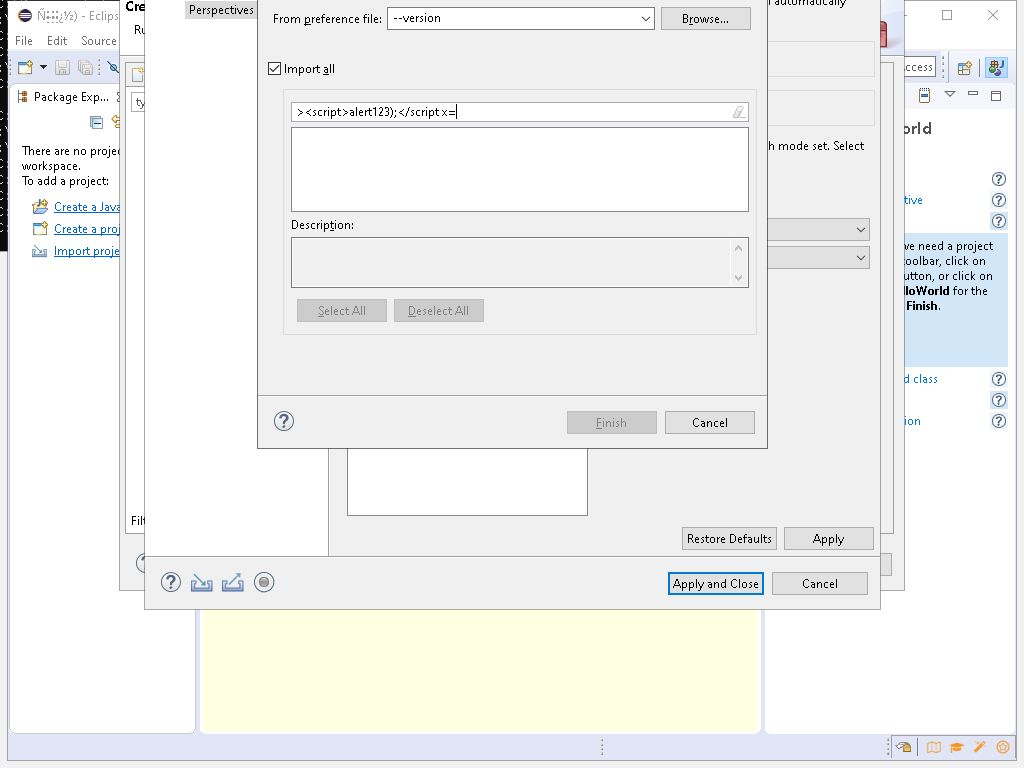 Eclips
File Edit Source
Package Exp...
There are no projec
workspace.
To add a project:
Create a Java
Create a proj
Import proje
Cre
Ru
ty
Filt
Perspectives
From preference file: --version Browse...
Import all
><script>alert123);</script x=
Description:
Select All Deselect All
Finish Cancel
automatically
h mode set. Select
Restore Defaults Apply
Apply and Close Cancel
ccess
orld
tive
ve need a project
toolbar, click on
utton, or click on
lloWorld for the
Finish.
d class
ion